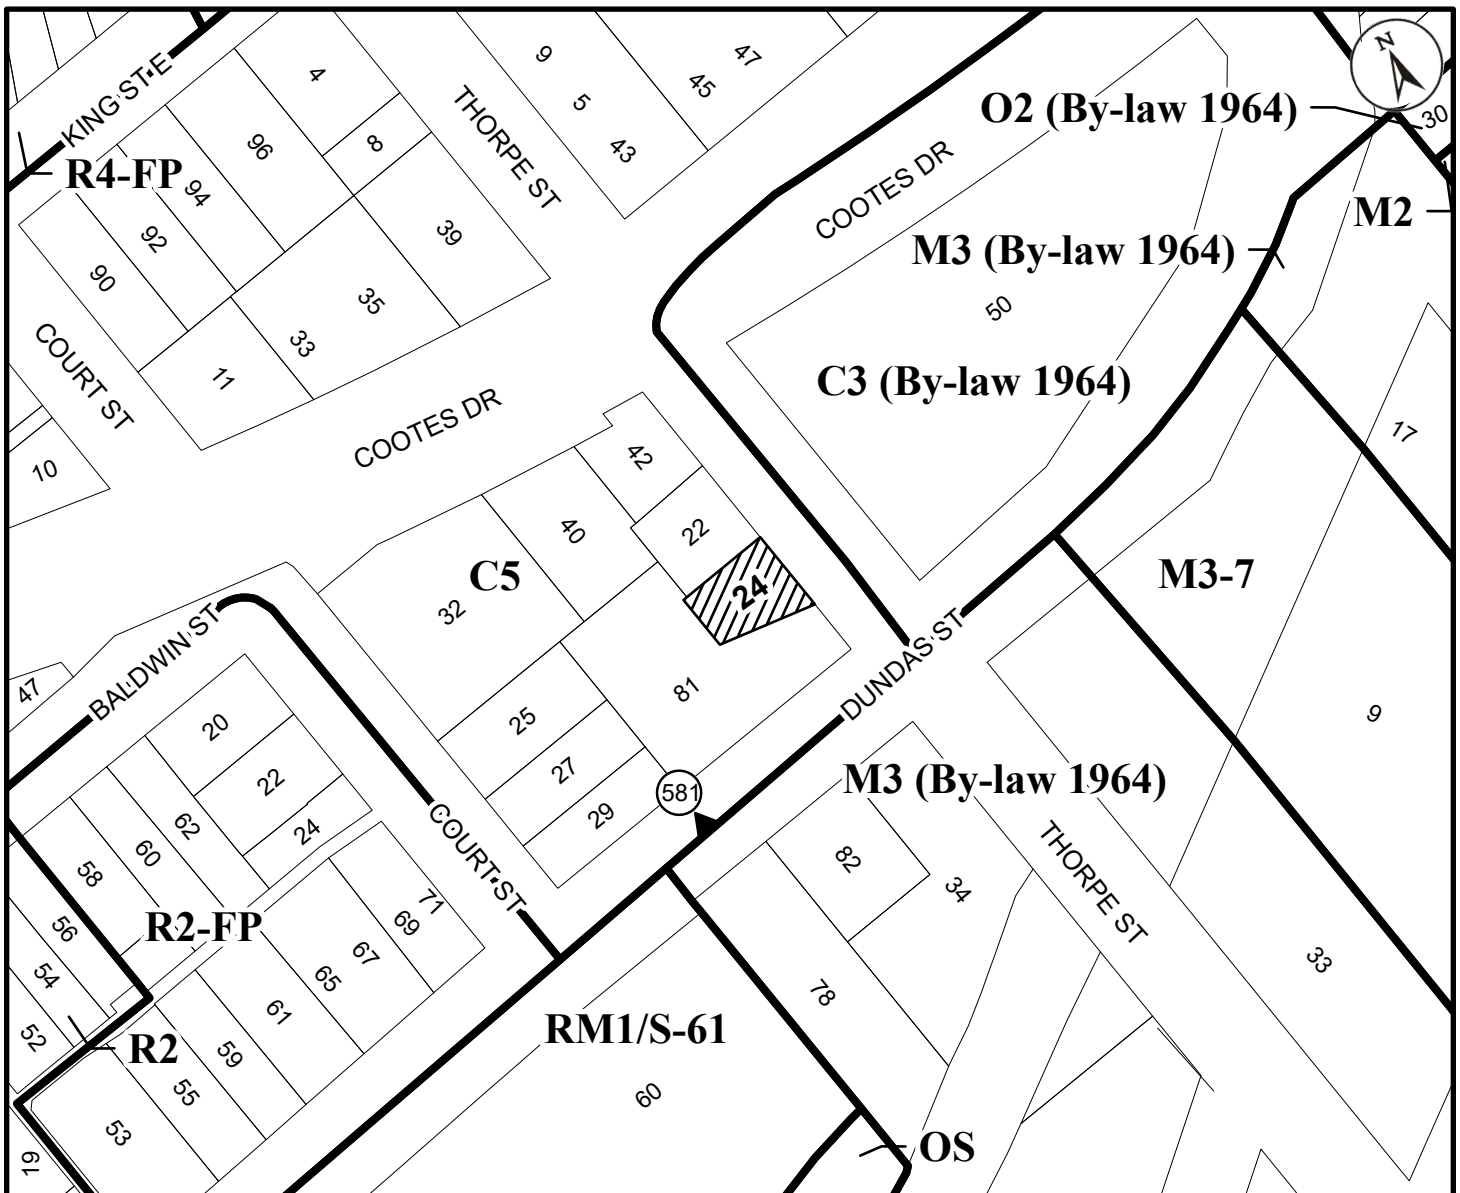 KING ST E
4
9
5
47
45
43
N
O2 (By-law 1964)
30
THORPE ST
96
8
R4-FP
94
92
90
39
35
33
11
COOTES DR
M2
M3 (By-law 1964)
50
C3 (By-law 1964)
COURT ST
10
COOTES DR
42
40
22
17
C5
32
24
M3-7
BALDWIN ST
47
DUNDAS ST
81
9
20
25
22
27
581
29
M3 (By-law 1964)
62
24
60
58
COURT ST
THORPE ST
82
34
71
69
56
R2-FP
67
65
54
33
78
61
52
R2
59
RM1/S-61
55
60
53
OS
19